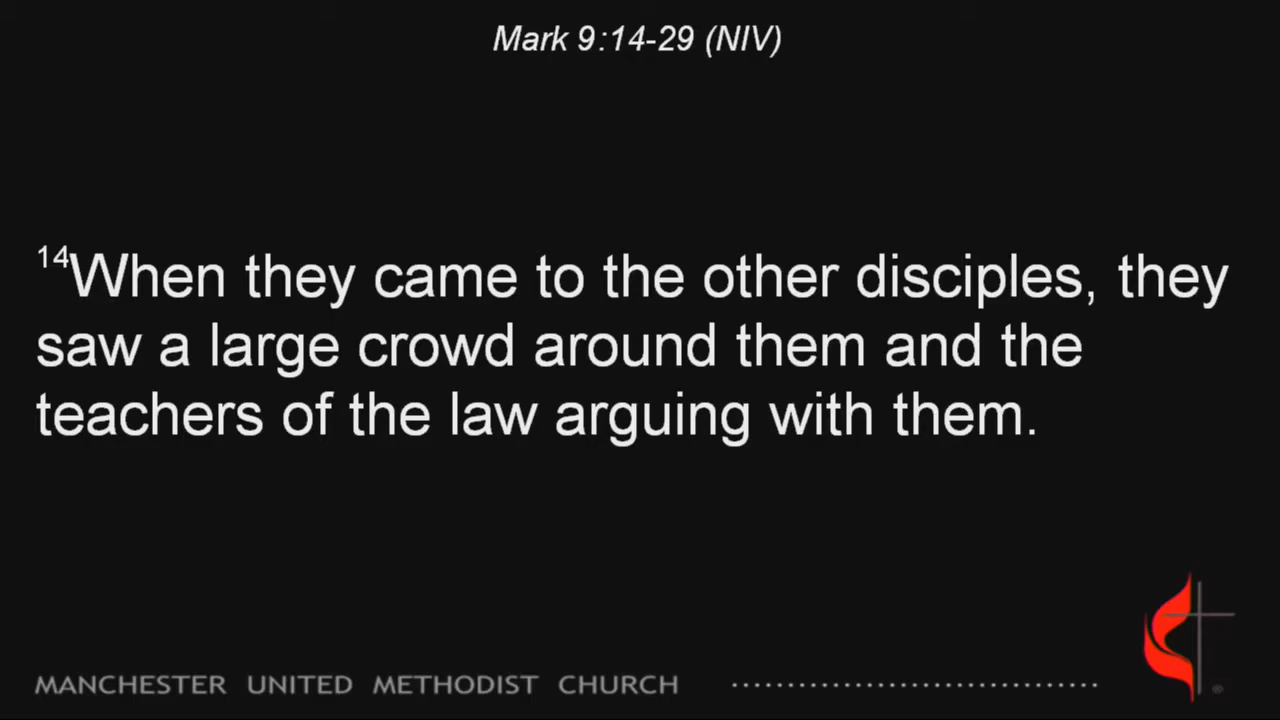 Mark 9:14-29 (NIV)
14When they came to the other disciples, they
saw a large crowd around them and the
teachers of the law arguing with them.
MANCHESTER UNITED METHODIST CHURCH
®